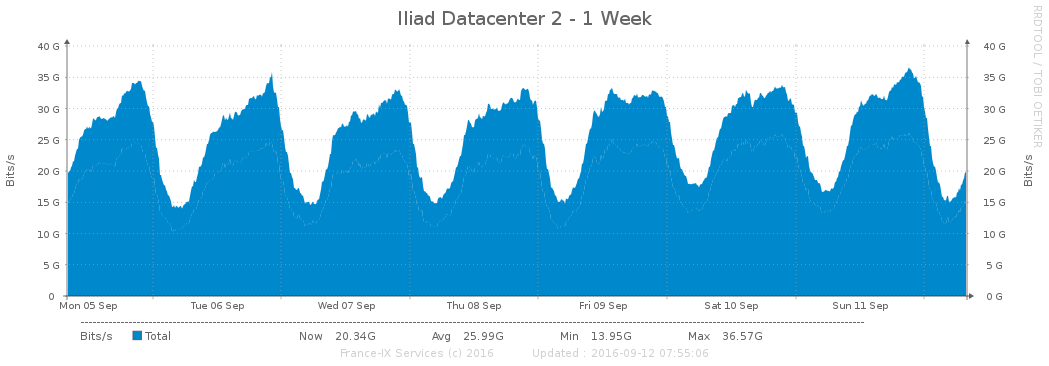 Iliad Datacenter 2 - 1 Week
RRDTOOL / TOBI OETIKER
40 G 40 G
35 G 35 G
30 G 30 G
25 G 25 G
20 G 20 G
15 G 15 G
10 G 10 G
5 G 5 G
0 0 G
Bits/s
Bits/s
Mon 05 Sep Tue 06 Sep Wed 07 Sep Thu 08 Sep Fri 09 Sep Sat 10 Sep Sun 11 Sep
Bits/s Total Now 20.34G Avg 25.99G Min 13.95G Max 36.57G
France-IX Services (c) 2016 Updated : 2016-09-12 07:55:06